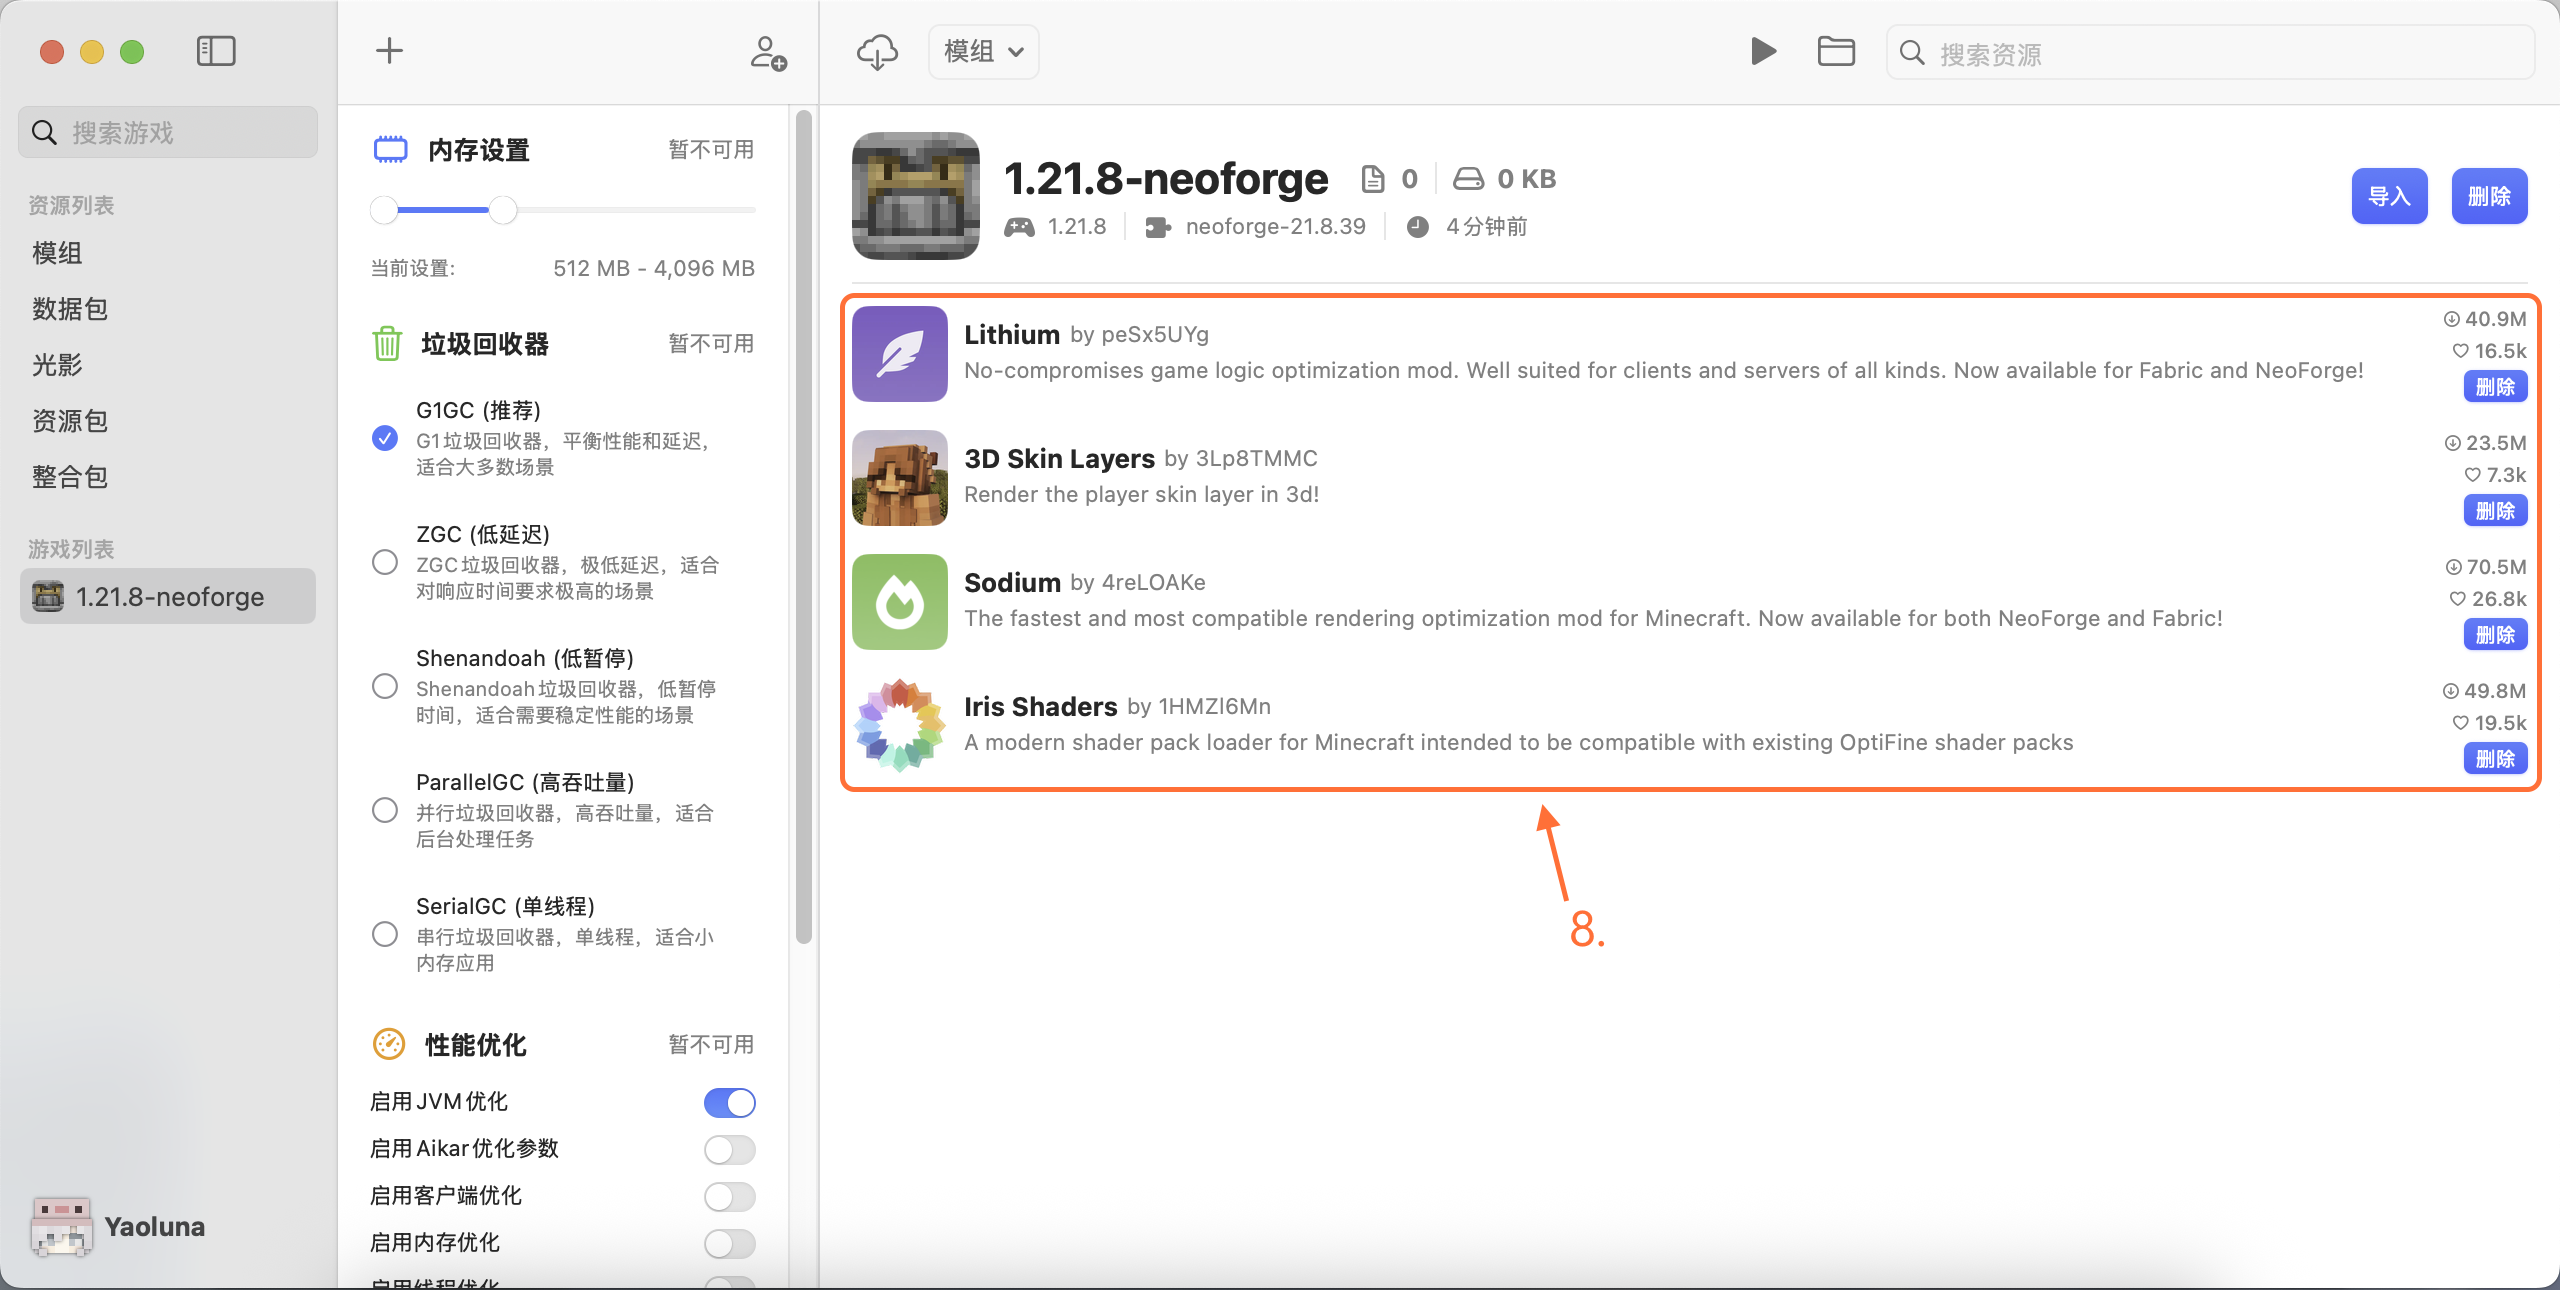 搜索游戏
资源列表
模组
数据包
光影
资源包
整合包
游戏列表
1.21.8-neoforge
Yaoluna
内存设置 暂不可用
当前设置: 512 MB - 4,096 MB
垃圾回收器 暂不可用
G1GC (推荐)
G1垃圾回收器，平衡性能和延迟，
适合大多数场景
ZGC (低延迟)
ZGC垃圾回收器，极低延迟，适合
对响应时间要求极高的场景
Shenandoah (低暂停)
Shenandoah垃圾回收器，低暂停
时间，适合需要稳定性能的场景
ParallelGC (高吞吐量)
并行垃圾回收器，高吞吐量，适合
后台处理任务
SerialGC (单线程)
串行垃圾回收器，单线程，适合小
内存应用
性能优化 暂不可用
启用JVM优化
启用Aikar优化参数
启用客户端优化
启用内存优化
启用线程优化
模组
搜索资源
1.21.8-neoforge 0 0 KB
1.21.8 neoforge-21.8.39 4分钟前
导入 删除
Lithium by peSx5UYg 40.9M
16.5k
No-compromises game logic optimization mod. Well suited for clients and servers of all kinds. Now available for Fabric and NeoForge!
删除
3D Skin Layers by 3Lp8TMMC 23.5M
7.3k
Render the player skin layer in 3d!
删除
Sodium by 4reLOAKe 70.5M
26.8k
The fastest and most compatible rendering optimization mod for Minecraft. Now available for both NeoForge and Fabric!
删除
Iris Shaders by 1HMZl6Mn 49.8M
19.5k
A modern shader pack loader for Minecraft intended to be compatible with existing OptiFine shader packs
删除
8.